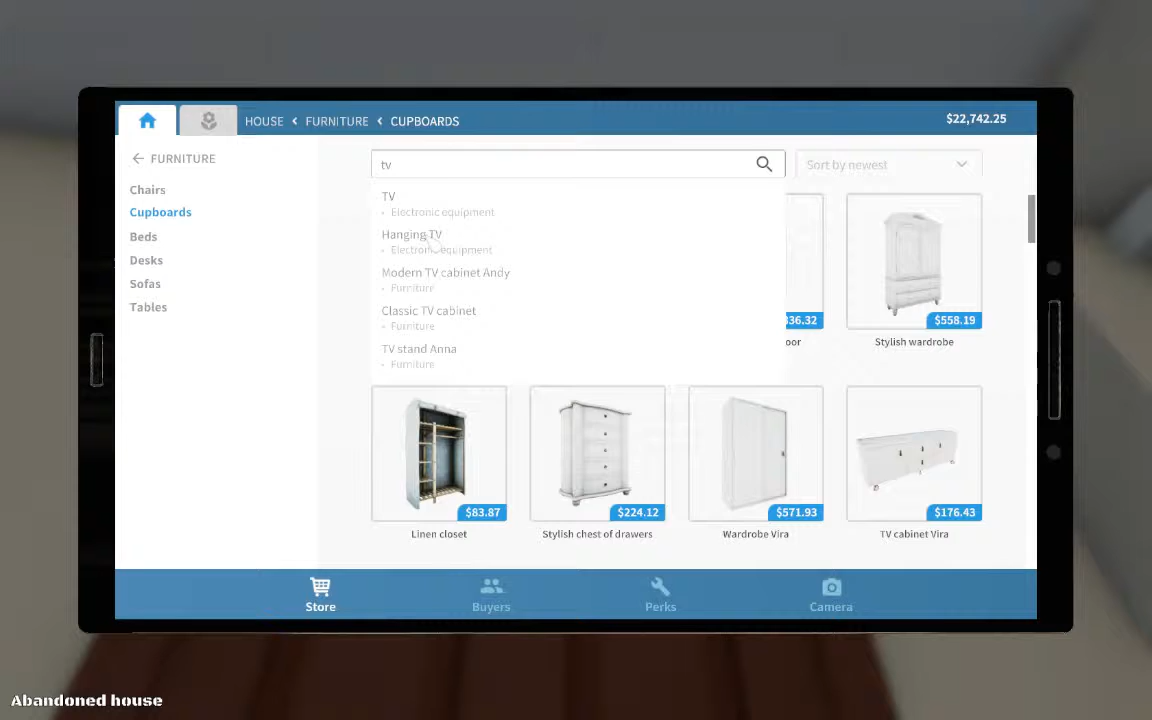 HOUSE < FURNITURE < CUPBOARDS
$22,742.25
FURNITURE
Chairs
Cupboards
Beds
Desks
Sofas
Tables
tv
Sort by newest
TV
Electronic equipment
Hanging TV
Electronic equipment
Modern TV cabinet Andy
Furniture
Classic TV cabinet
Furniture
TV stand Anna
Furniture
36.32
$558.19
oor
Stylish wardrobe
$83.87
$224.12
$571.93
$176.43
Linen closet
Stylish chest of drawers
Wardrobe Vira
TV cabinet Vira
Store
Buyers
Perks
Camera
Abandoned house